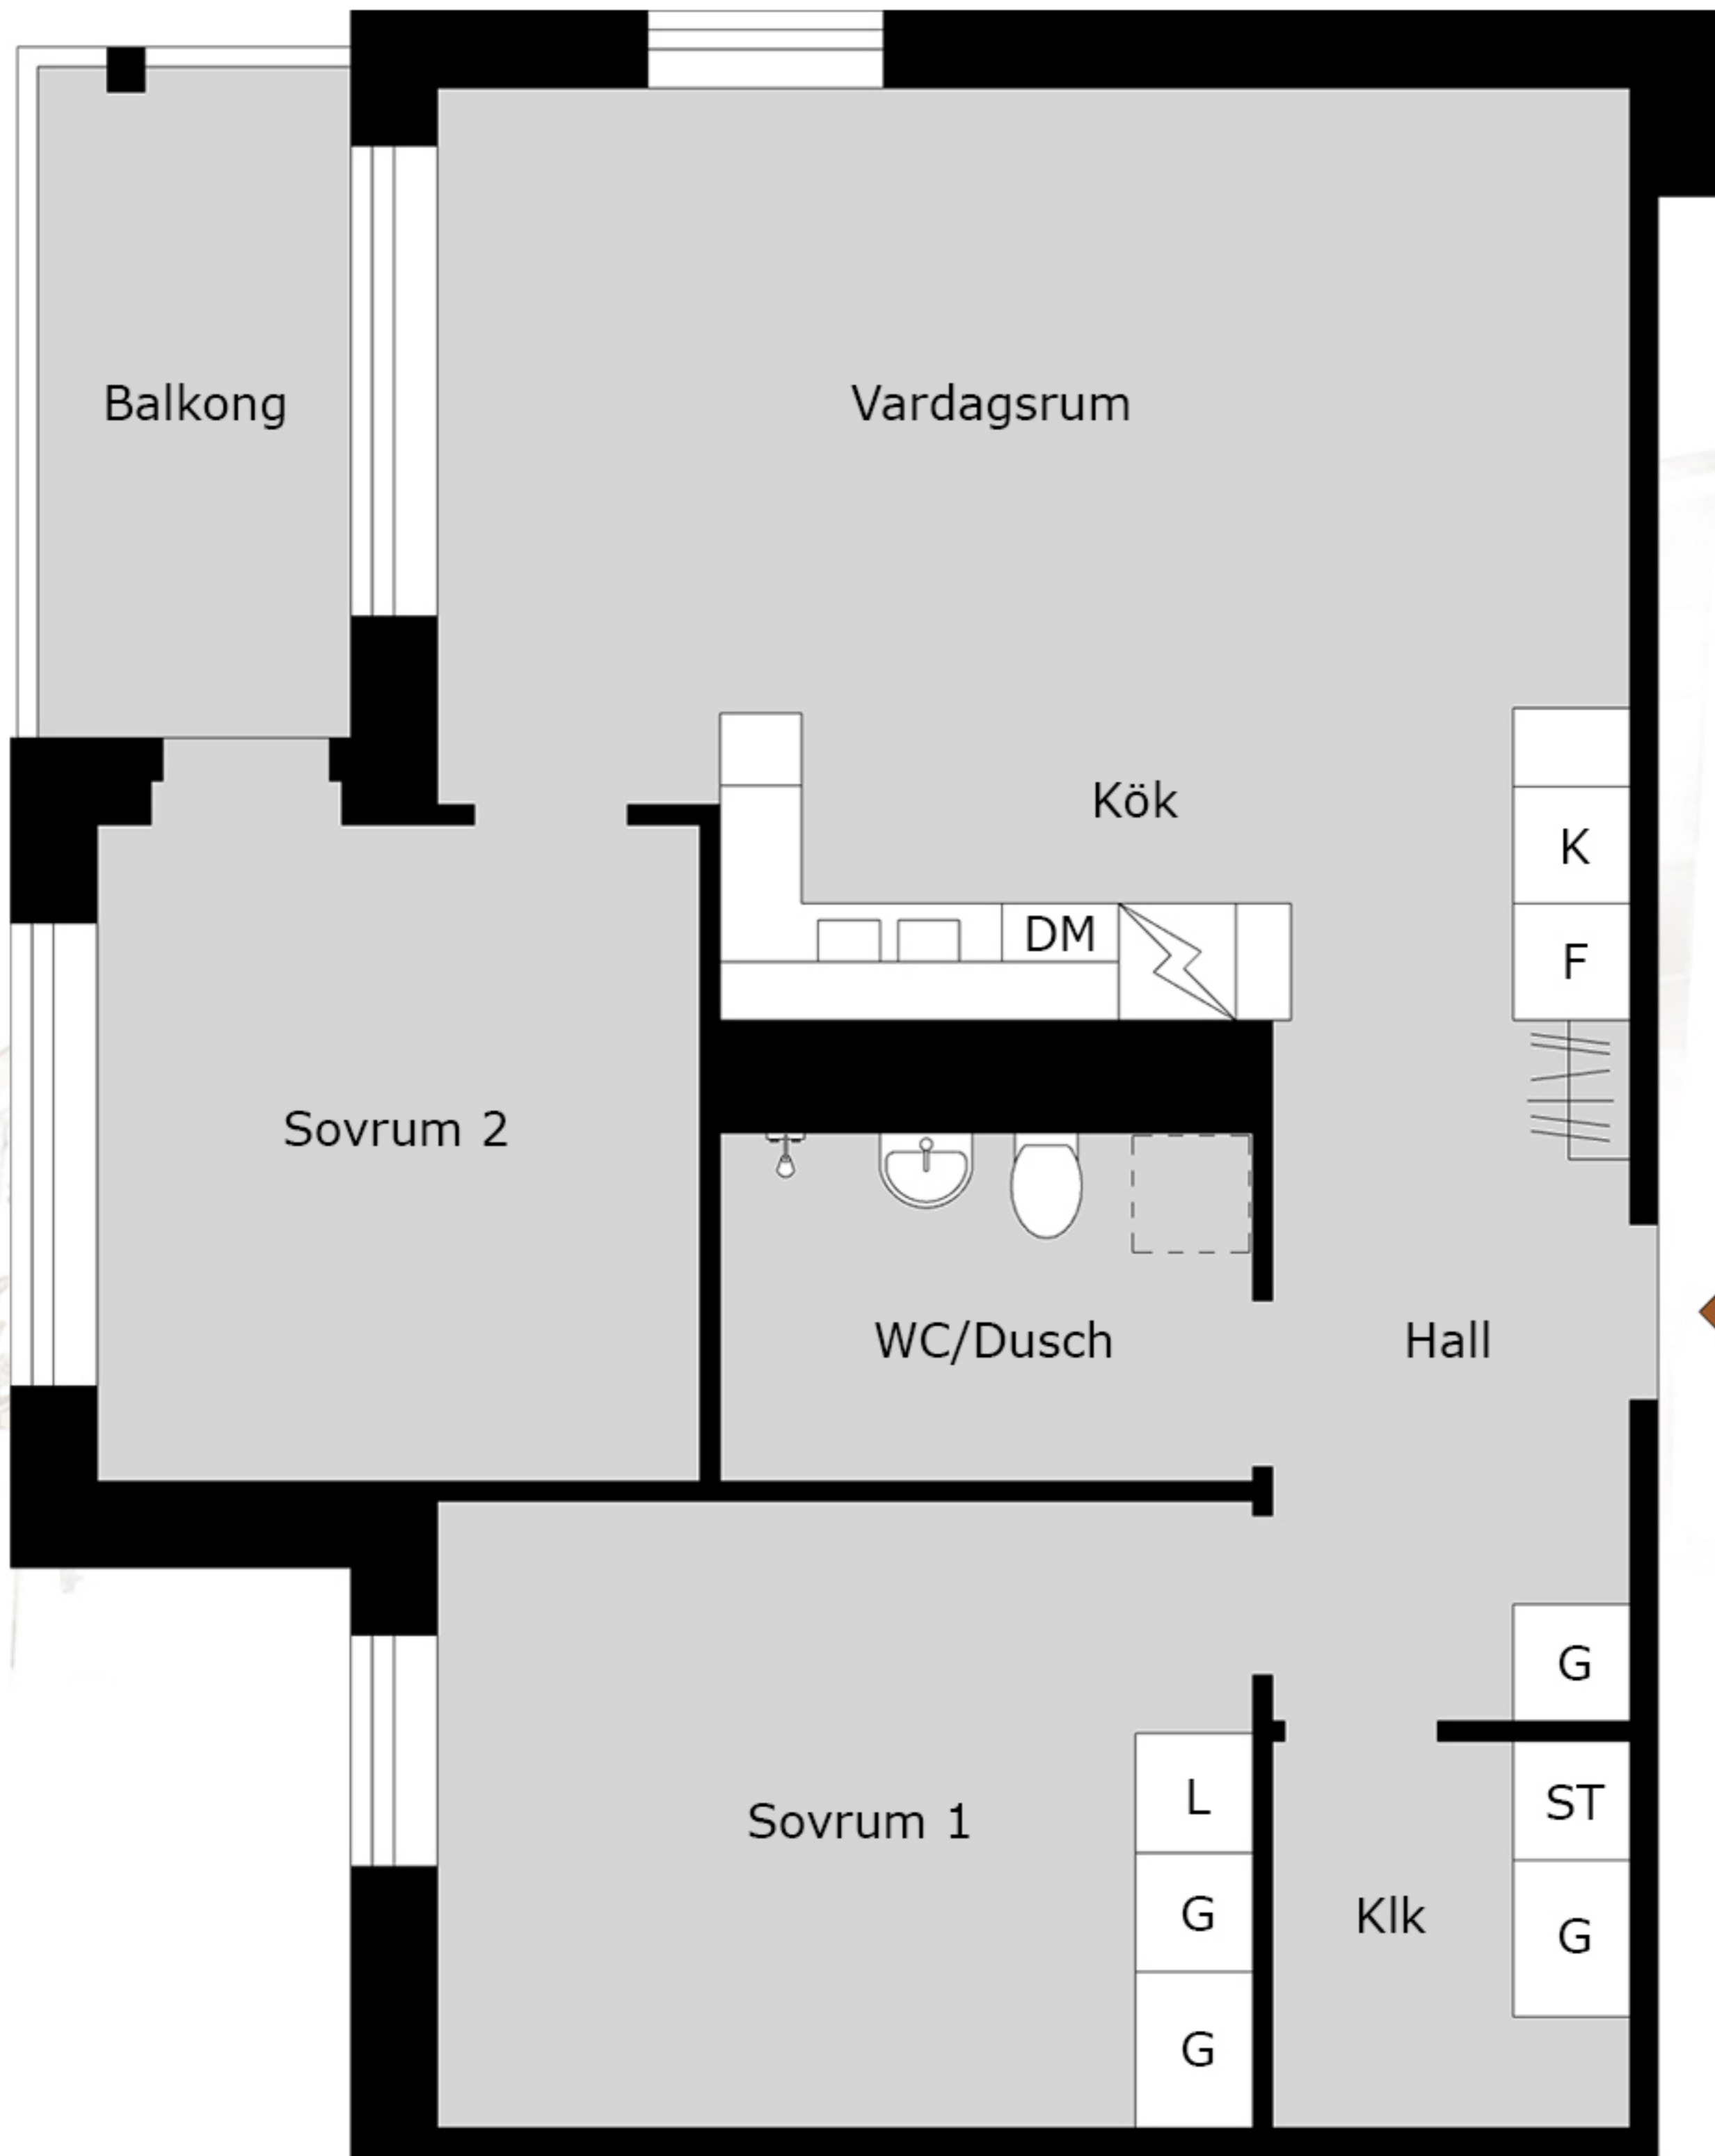 Balkong
Vardagsrum
Kök
K
DM
F
Sovrum 2
WC/Dusch
Hall
G
L
ST
Sovrum 1
G
Klk
G
G